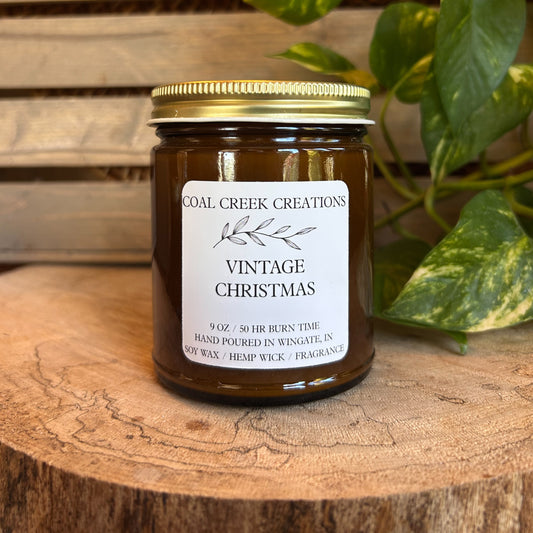 COAL CREEK CREATIONS
VINTAGE
CHRISTMAS
9 OZ / 50 HR BURN TIME
HAND POURED IN WINGATE, IN
SOY WAX / HEMP WICK / FRAGRANCE